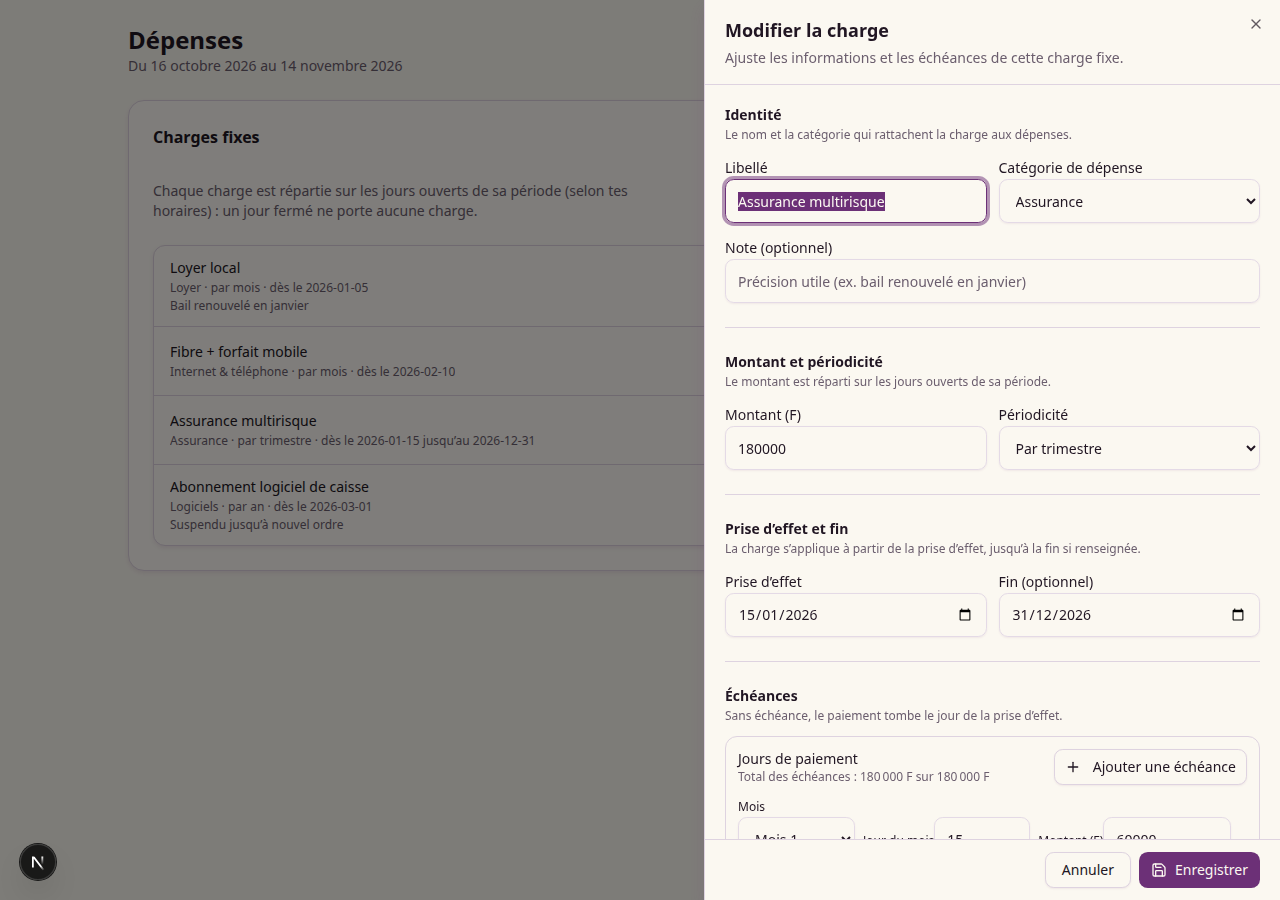 Dépenses
Du 16 octobre 2026 au 14 novembre 2026
Charges fixes
Chaque charge est répartie sur les jours ouverts de sa période (selon tes
horaires) : un jour fermé ne porte aucune charge.
Loyer local
Loyer · par mois · dès le 2026-01-05
Bail renouvelé en janvier
Fibre + forfait mobile
Internet & téléphone · par mois · dès le 2026-02-10
Assurance multirisque
Assurance · par trimestre · dès le 2026-01-15 jusqu’au 2026-12-31
Abonnement logiciel de caisse
Logiciels · par an · dès le 2026-03-01
Suspendu jusqu’à nouvel ordre
N
Modifier la charge
Ajuste les informations et les échéances de cette charge fixe.
Identité
Le nom et la catégorie qui rattachent la charge aux dépenses.
Libellé
Catégorie de dépense
Assurance multirisque
Assurance
Note (optionnel)
Précision utile (ex. bail renouvelé en janvier)
Montant et périodicité
Le montant est réparti sur les jours ouverts de sa période.
Montant (F)
Périodicité
180000
Par trimestre
Prise d’effet et fin
La charge s’applique à partir de la prise d’effet, jusqu’à la fin si renseignée.
Prise d’effet
Fin (optionnel)
15/01/2026
31/12/2026
Échéances
Sans échéance, le paiement tombe le jour de la prise d’effet.
Jours de paiement
Total des échéances : 180 000 F sur 180 000 F
Ajouter une échéance
Mois
Mois 1 Jour du mois 15 Montant (F) 60000
Annuler
Enregistrer